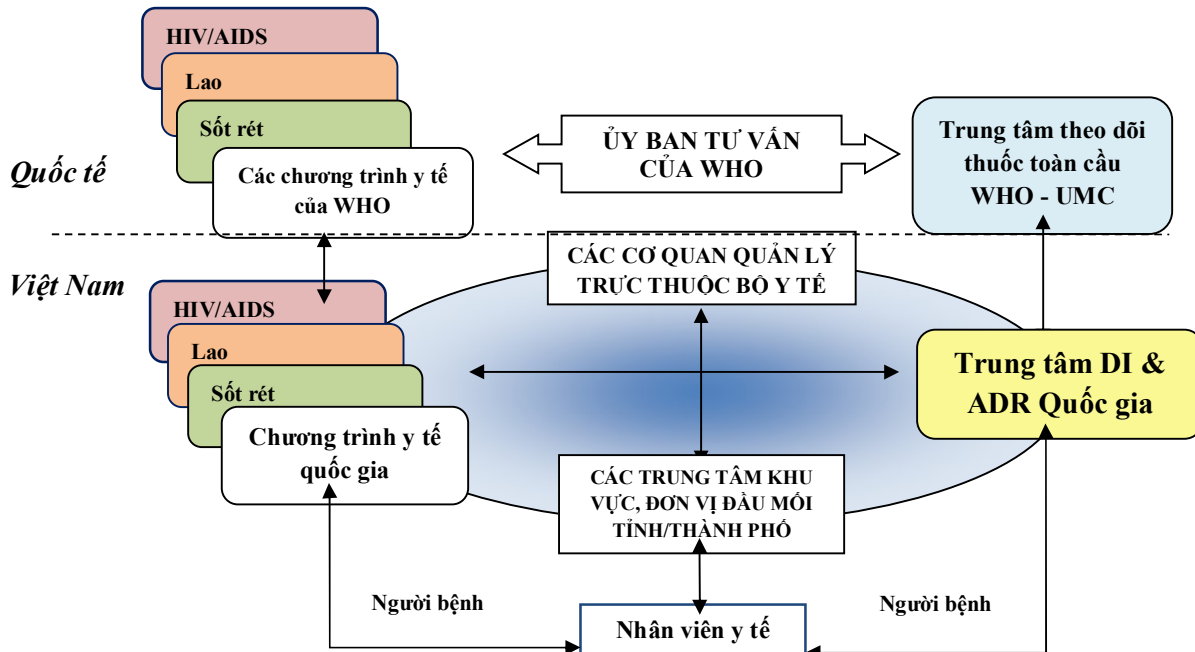 HIV/AIDS
Lao
Sốt rét
Các chương trình y tế
của WHO
ỦY BAN TƯ VẤN
CỦA WHO
Trung tâm theo dõi
thuốc toàn cầu
WHO - UMC
Quốc tế
Việt Nam
CÁC CƠ QUAN QUẢN LÝ
TRỰC THUỘC BỘ Y TẾ
HIV/AIDS
Lao
Sốt rét
Chương trình y tế
quốc gia
Trung tâm DI &
ADR Quốc gia
CÁC TRUNG TÂM KHU
VỰC, ĐƠN VỊ ĐẦU MỐI
TỈNH/THÀNH PHỐ
Người bệnh
Người bệnh
Nhân viên y tế